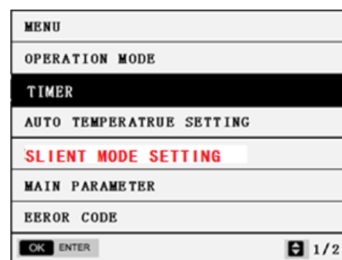 MENU
OPERATION MODE
TIMER
AUTO TEMPERATRUE SETTING
SLIENT MODE SETTING
MAIN PARAMETER
EEROR CODE
OK ENTER 1/2